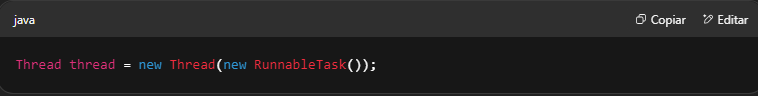 java
Copiar
Editar
Thread thread = new Thread(new RunnableTask());